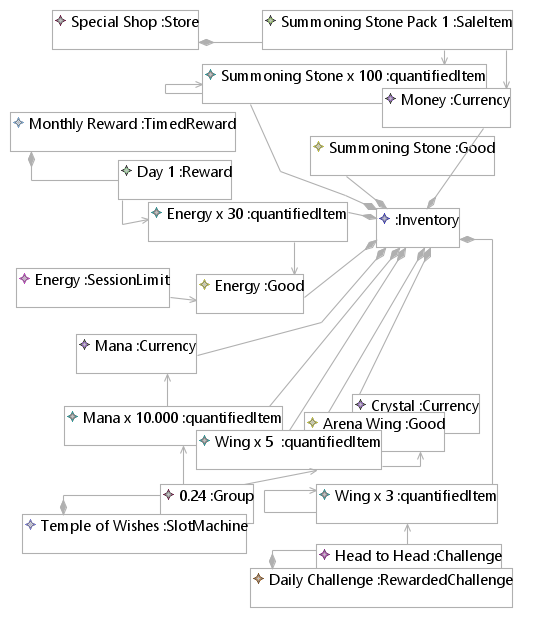 Special Shop :Store
Summoning Stone Pack 1 :SaleItem
Summoning Stone x 100 :quantifiedItem
Money :Currency
Monthly Reward :TimedReward
Summoning Stone :Good
Day 1 :Reward
Energy x 30 :quantifiedItem
:Inventory
Energy :SessionLimit
Energy :Good
Mana :Currency
Crystal :Currency
Mana x 10.000 :quantifiedItem
Arena Wing :Good
Wing x 5 :quantifiedItem
0.24 :Group
Wing x 3 :quantifiedItem
Temple of Wishes :SlotMachine
Head to Head :Challenge
Daily Challenge :RewardedChallenge